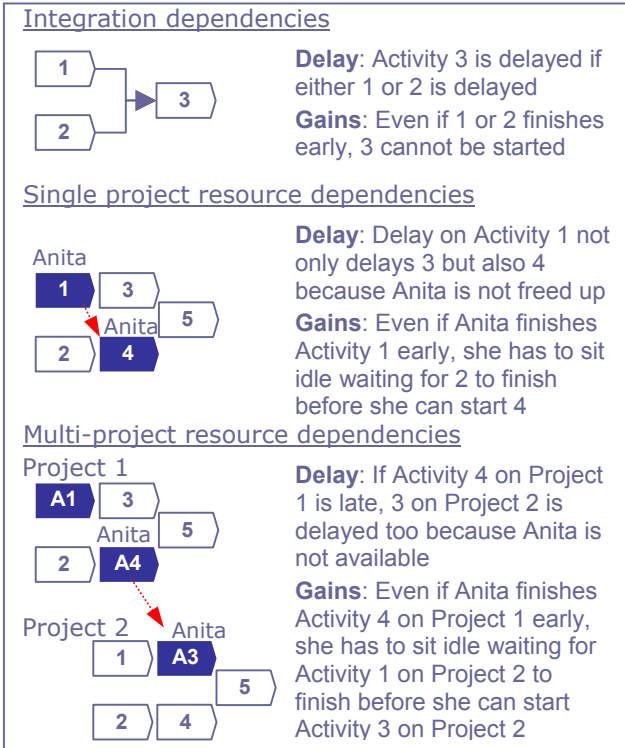 Integration dependencies
1
2
3
Delay: Activity 3 is delayed if
either 1 or 2 is delayed
Gains: Even if 1 or 2 finishes
early, 3 cannot be started
Single project resource dependencies
Anita
1
3
5
Anita
2
4
Delay: Delay on Activity 1 not
only delays 3 but also 4
because Anita is not freed up
Gains: Even if Anita finishes
Activity 1 early, she has to sit
idle waiting for 2 to finish
before she can start 4
Multi-project resource dependencies
Project 1
A1
3
5
Anita
2
A4
Project 2
Anita
1
A3
5
2
4
Delay: If Activity 4 on Project
1 is late, 3 on Project 2 is
delayed too because Anita is
not available
Gains: Even if Anita finishes
Activity 4 on Project 1 early,
she has to sit idle waiting for
Activity 1 on Project 2 to
finish before she can start
Activity 3 on Project 2